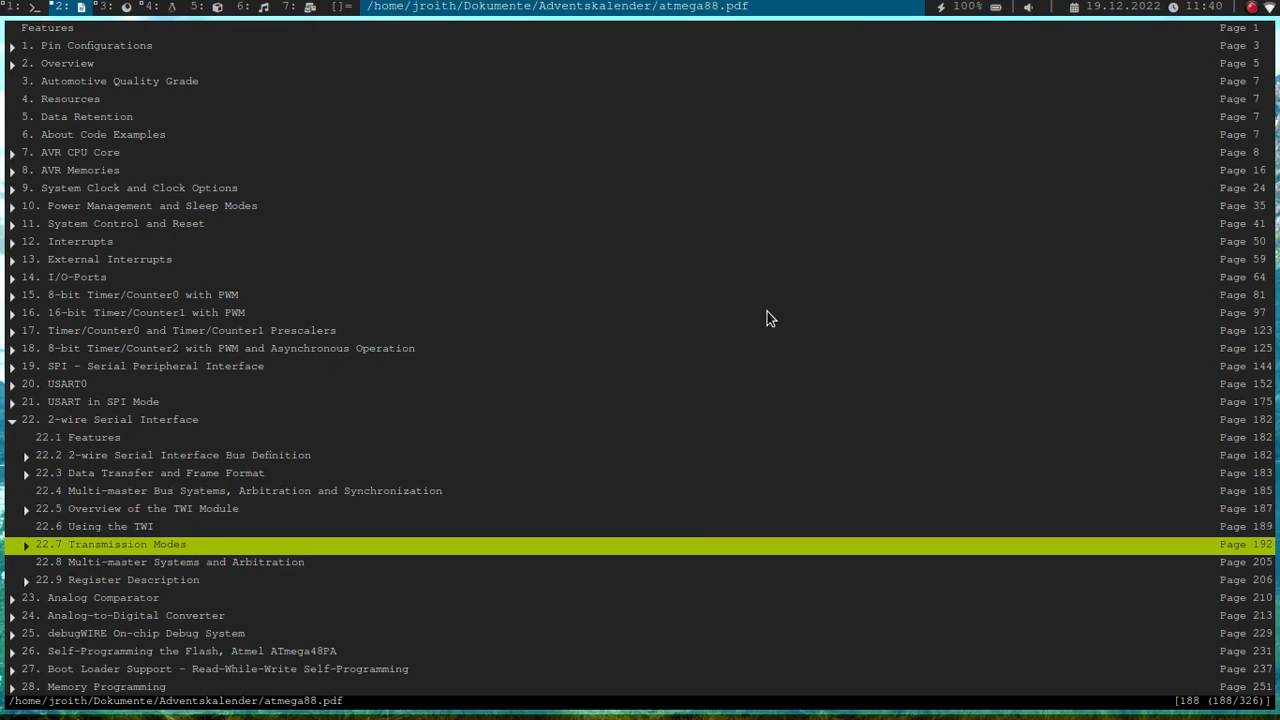 1: 2: 3: 4: 5: 6: 7: []= /home/jroith/Dokumente/Adventskalender/atmega88.pdf 100% 19.12.2022 11:40
Features Page 1
1. Pin Configurations Page 3
2. Overview Page 5
3. Automotive Quality Grade Page 7
4. Resources Page 7
5. Data Retention Page 7
6. About Code Examples Page 7
7. AVR CPU Core Page 8
8. AVR Memories Page 16
9. System Clock and Clock Options Page 24
10. Power Management and Sleep Modes Page 35
11. System Control and Reset Page 41
12. Interrupts Page 50
13. External Interrupts Page 59
14. I/O-Ports Page 64
15. 8-bit Timer/Counter0 with PWM Page 81
16. 16-bit Timer/Counter1 with PWM Page 97
17. Timer/Counter0 and Timer/Counter1 Prescalers Page 123
18. 8-bit Timer/Counter2 with PWM and Asynchronous Operation Page 125
19. SPI - Serial Peripheral Interface Page 144
20. USART0 Page 152
21. USART in SPI Mode Page 175
22. 2-wire Serial Interface Page 182
22.1 Features Page 182
22.2 2-wire Serial Interface Bus Definition Page 182
22.3 Data Transfer and Frame Format Page 183
22.4 Multi-master Bus Systems, Arbitration and Synchronization Page 185
22.5 Overview of the TWI Module Page 187
22.6 Using the TWI Page 189
22.7 Transmission Modes Page 192
22.8 Multi-master Systems and Arbitration Page 205
22.9 Register Description Page 206
23. Analog Comparator Page 210
24. Analog-to-Digital Converter Page 213
25. debugWIRE On-chip Debug System Page 229
26. Self-Programming the Flash, Atmel ATmega48PA Page 231
27. Boot Loader Support - Read-While-Write Self-Programming Page 237
28. Memory Programming Page 251
/home/jroith/Dokumente/Adventskalender/atmega88.pdf [188 (188/326)]